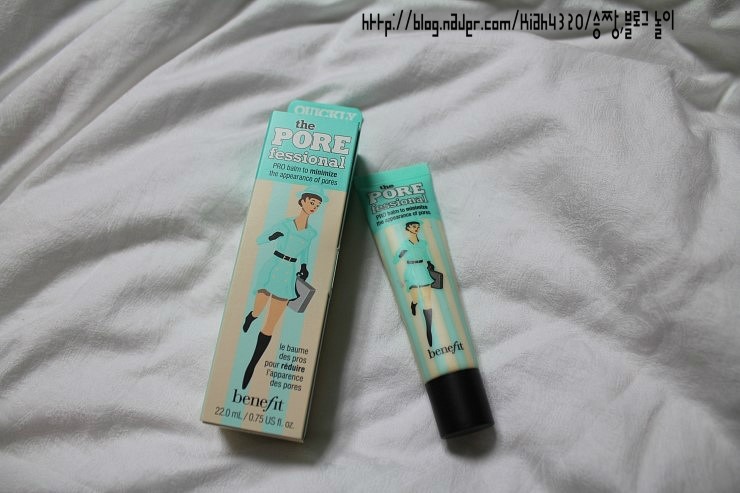 http://blog.naver.com/Kiah4320/승짱,블로그 놀이
QUICKLY
the
PORE
fessional
PRO balm to minimize
the appearance of pores
le baume
des pros
pour réduire
l'apparence
des pores
benefit
22.0 mL / 0.75 US fl. oz.
the
PORE
fessional
PRO balm to minimize
the appearance of pores
benefit